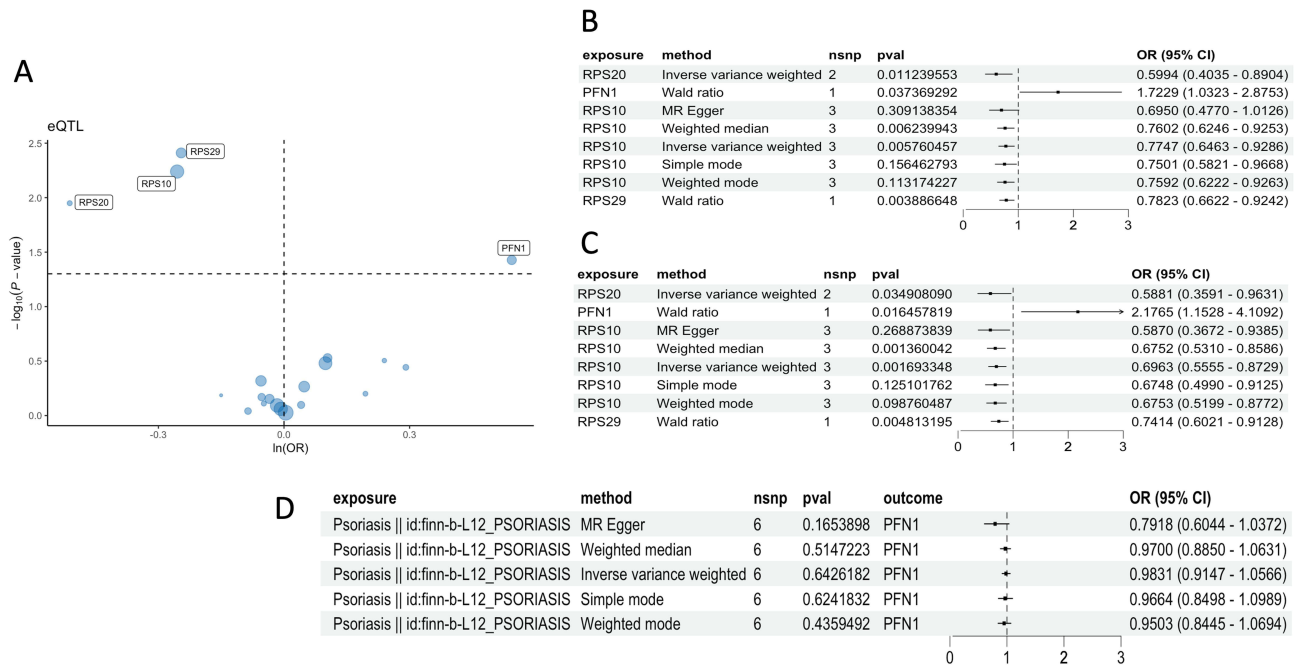 A
eQTL
2.5
2.0
1.5
1.0
0.5
0.0
−log10(P − value)
RPS29
RPS10
RPS20
PFN1
-0.3
0.0
0.3
ln(OR)
B
exposure method nsnp pval OR (95% CI)
RPS20 Inverse variance weighted 2 0.011239553 0.5994 (0.4035 - 0.8904)
PFN1 Wald ratio 1 0.037369292 1.7229 (1.0323 - 2.8753)
RPS10 MR Egger 3 0.309138354 0.6950 (0.4770 - 1.0126)
RPS10 Weighted median 3 0.006239943 0.7602 (0.6246 - 0.9253)
RPS10 Inverse variance weighted 3 0.005760457 0.7747 (0.6463 - 0.9286)
RPS10 Simple mode 3 0.156462793 0.7501 (0.5821 - 0.9668)
RPS10 Weighted mode 3 0.113174227 0.7592 (0.6222 - 0.9263)
RPS29 Wald ratio 1 0.003886648 0.7823 (0.6622 - 0.9242)
0 1 2 3
C
exposure method nsnp pval OR (95% CI)
RPS20 Inverse variance weighted 2 0.034908090 0.5881 (0.3591 - 0.9631)
PFN1 Wald ratio 1 0.016457819 2.1765 (1.1528 - 4.1092)
RPS10 MR Egger 3 0.268873839 0.5870 (0.3672 - 0.9385)
RPS10 Weighted median 3 0.001360042 0.6752 (0.5310 - 0.8586)
RPS10 Inverse variance weighted 3 0.001693348 0.6963 (0.5555 - 0.8729)
RPS10 Simple mode 3 0.125101762 0.6748 (0.4990 - 0.9125)
RPS10 Weighted mode 3 0.098760487 0.6753 (0.5199 - 0.8772)
RPS29 Wald ratio 1 0.004813195 0.7414 (0.6021 - 0.9128)
0 1 2 3
D
exposure method nsnp pval outcome OR (95% CI)
Psoriasis || id:finn-b-L12_PSORIASIS MR Egger 6 0.1653898 PFN1 0.7918 (0.6044 - 1.0372)
Psoriasis || id:finn-b-L12_PSORIASIS Weighted median 6 0.5147223 PFN1 0.9700 (0.8850 - 1.0631)
Psoriasis || id:finn-b-L12_PSORIASIS Inverse variance weighted 6 0.6426182 PFN1 0.9831 (0.9147 - 1.0566)
Psoriasis || id:finn-b-L12_PSORIASIS Simple mode 6 0.6241832 PFN1 0.9664 (0.8498 - 1.0989)
Psoriasis || id:finn-b-L12_PSORIASIS Weighted mode 6 0.4359492 PFN1 0.9503 (0.8445 - 1.0694)
0 1 2 3